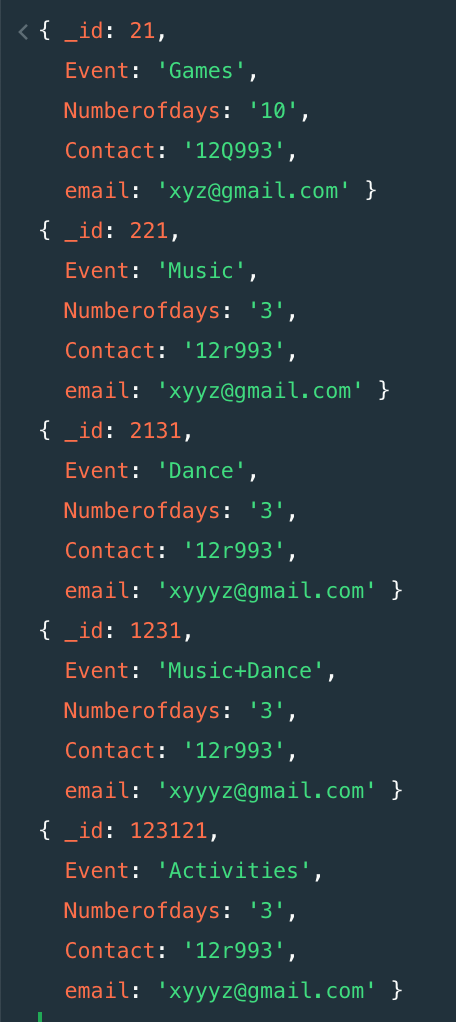 { _id: 21,
Event: 'Games',
Numberofdays: '10',
Contact: '12Q993',
email: 'xyz@gmail.com' }
{ _id: 221,
Event: 'Music',
Numberofdays: '3',
Contact: '12r993',
email: 'xyyz@gmail.com' }
{ _id: 2131,
Event: 'Dance',
Numberofdays: '3',
Contact: '12r993',
email: 'xyyyz@gmail.com' }
{ _id: 1231,
Event: 'Music+Dance',
Numberofdays: '3',
Contact: '12r993',
email: 'xyyyz@gmail.com' }
{ _id: 123121,
Event: 'Activities',
Numberofdays: '3',
Contact: '12r993',
email: 'xyyyz@gmail.com' }